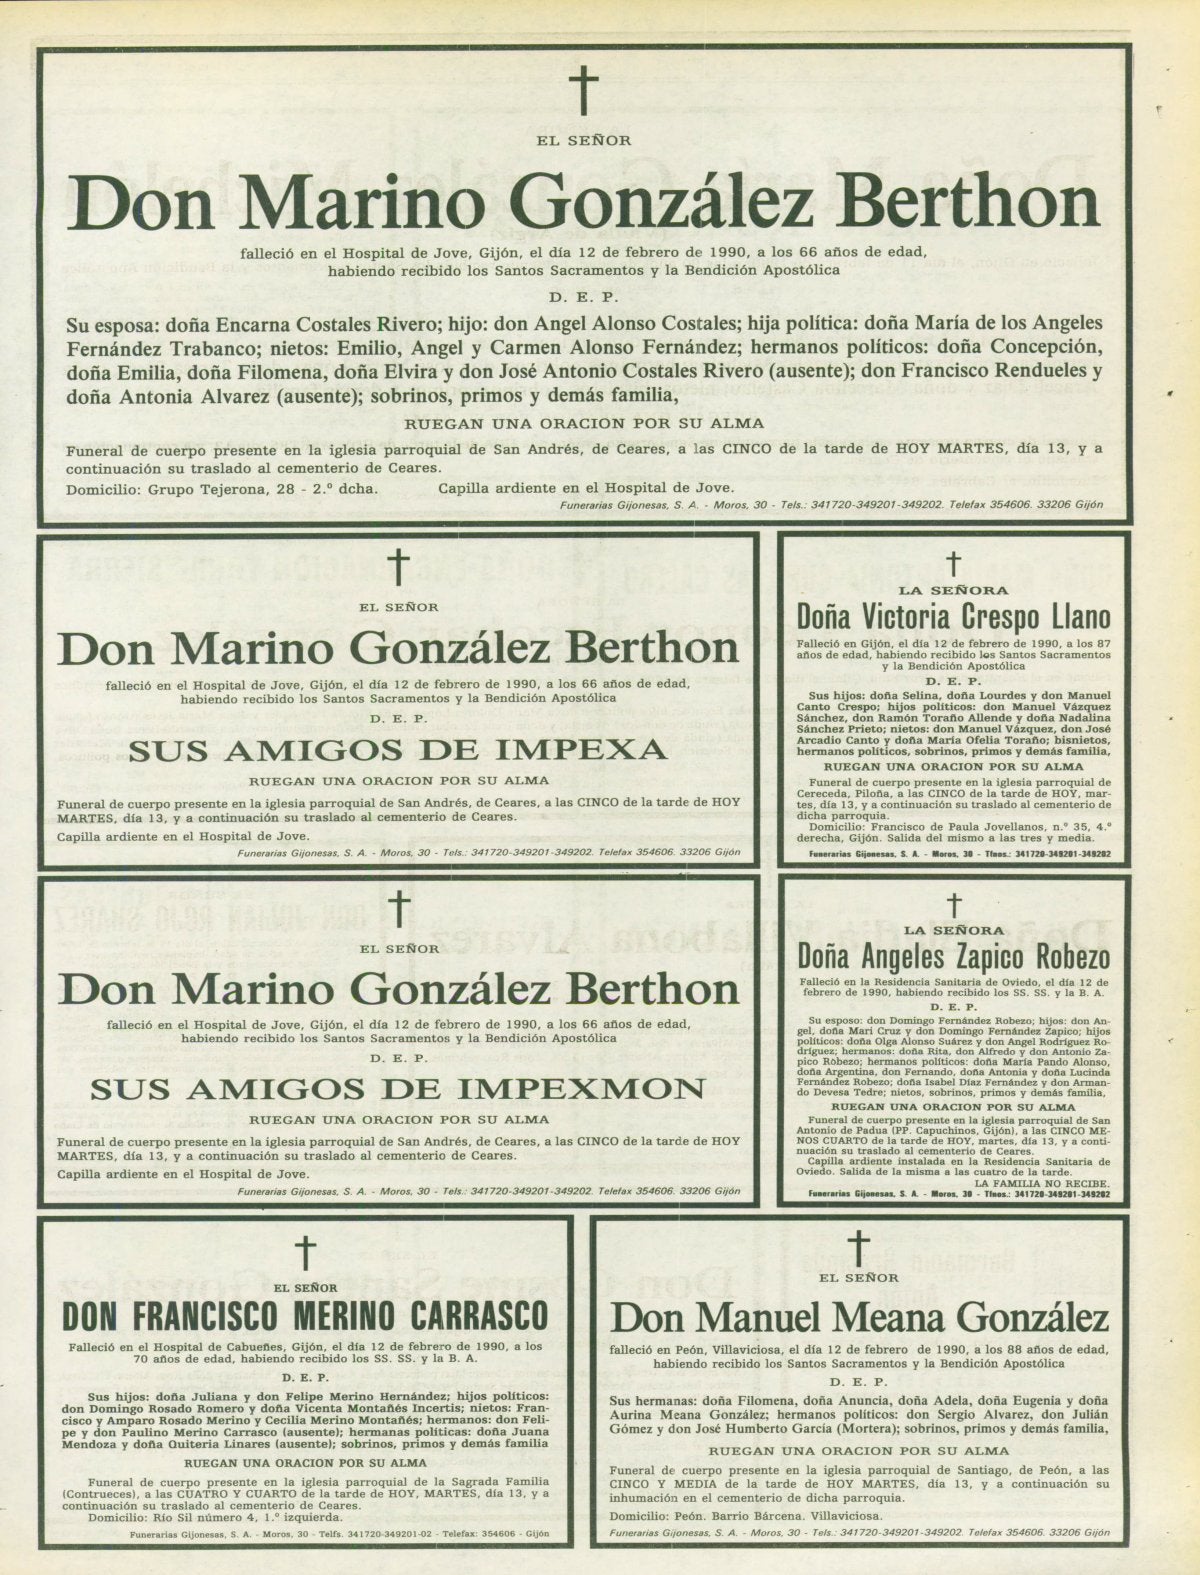 EL SEÑOR
Don Marino González Berthon
falleció en el Hospital de Jove, Gijón, el día 12 de febrero de 1990, a los 66 años de edad,
habiendo recibido los Santos Sacramentos y la Bendición Apostólica
D. E. P.
Su esposa: doña Encarna Costales Rivero; hijo: don Angel Alonso Costales; hija política: doña María de los Angeles
Fernández Trabanco; nietos: Emilio, Angel y Carmen Alonso Fernández; hermanos políticos: doña Concepción,
doña Emilia, doña Filomena, doña Elvira y don José Antonio Costales Rivero (ausente); don Francisco Rendueles y
doña Antonia Alvarez (ausente); sobrinos, primos y demás familia,
RUEGAN UNA ORACION POR SU ALMA
Funeral de cuerpo presente en la iglesia parroquial de San Andrés, de Ceares, a las CINCO de la tarde de HOY MARTES, día 13, y a
continuación su traslado al cementerio de Ceares.
Domicilio: Grupo Tejerona, 28 - 2.º dcha. Capilla ardiente en el Hospital de Jove.
Funerarias Gijonesas, S. A. - Moros, 30 - Tels.: 341720-349201-349202. Telefax 354606. 33206 Gijón
EL SEÑOR
Don Marino González Berthon
falleció en el Hospital de Jove, Gijón, el día 12 de febrero de 1990, a los 66 años de edad,
habiendo recibido los Santos Sacramentos y la Bendición Apostólica
D. E. P.
SUS AMIGOS DE IMPEXA
RUEGAN UNA ORACION POR SU ALMA
Funeral de cuerpo presente en la iglesia parroquial de San Andrés, de Ceares, a las CINCO de la tarde de HOY
MARTES, día 13, y a continuación su traslado al cementerio de Ceares.
Capilla ardiente en el Hospital de Jove.
Funerarias Gijonesas, S. A. - Moros, 30 - Tels.: 341720-349201-349202. Telefax 354606. 33206 Gijón
LA SEÑORA
Doña Victoria Crespo Llano
Falleció en Gijón, el día 12 de febrero de 1990, a los 87
años de edad, habiendo recibido los Santos Sacramentos
y la Bendición Apostólica
D. E. P.
Sus hijos: doña Selina, doña Lourdes y don Manuel
Canto Crespo; hijos políticos: don Manuel Vázquez
Sánchez, don Ramón Toraño Allende y doña Nadalina
Sánchez Prieto; nietos: don Manuel Vázquez, don José
Arcadio Canto y doña María Ofelia Toraño; bisnietos,
hermanos políticos, sobrinos, primos y demás familia,
RUEGAN UNA ORACION POR SU ALMA
Funeral de cuerpo presente en la iglesia parroquial de
Cereceda, Piloña, a las CINCO de la tarde de HOY, mar-
tes, día 13, y a continuación su traslado al cementerio de
dicha parroquia.
Domicilio: Francisco de Paula Jovellanos, n.º 35, 4.º
derecha, Gijón. Salida del mismo a las tres y media.
Funerarias Gijonesas, S. A. - Moros, 30 - Tfnos.: 341720-349201-349202
EL SEÑOR
Don Marino González Berthon
falleció en el Hospital de Jove, Gijón, el día 12 de febrero de 1990, a los 66 años de edad,
habiendo recibido los Santos Sacramentos y la Bendición Apostólica
D. E. P.
SUS AMIGOS DE IMPEXMON
RUEGAN UNA ORACION POR SU ALMA
Funeral de cuerpo presente en la iglesia parroquial de San Andrés, de Ceares, a las CINCO de la tarde de HOY
MARTES, día 13, y a continuación su traslado al cementerio de Ceares.
Capilla ardiente en el Hospital de Jove.
Funerarias Gijonesas, S. A. - Moros, 30 - Tels.: 341720-349201-349202. Telefax 354606. 33206 Gijón
LA SEÑORA
Doña Angeles Zapico Robezo
Falleció en la Residencia Sanitaria de Oviedo, el día 12 de
febrero de 1990, habiendo recibido los SS. SS. y la B. A.
D. E. P.
Su esposo: don Domingo Fernández Robezo; hijos: don An-
gel, doña Mari Cruz y don Domingo Fernández Zapico; hijos
políticos: doña Olga Alonso Suárez y don Angel Rodríguez Ro-
dríguez; hermanos: doña Rita, don Alfredo y don Antonio Za-
pico Robezo; hermanos políticos: doña María Pando Alonso,
doña Argentina, don Fernando, doña Antonia y doña Lucinda
Fernández Robezo; doña Isabel Díaz Fernández y don Arman-
do Devesa Tedre; nietos, sobrinos, primos y demás familia,
RUEGAN UNA ORACION POR SU ALMA
Funeral de cuerpo presente en la iglesia parroquial de San
Antonio de Padua (PP. Capuchinos, Gijón), a las CINCO ME-
NOS CUARTO de la tarde de HOY, martes, día 13, y a conti-
nuación su traslado al cementerio de Ceares.
Capilla ardiente instalada en la Residencia Sanitaria de
Oviedo. Salida de la misma a las cuatro de la tarde.
LA FAMILIA NO RECIBE.
Funerarias Gijonesas, S. A. - Moros, 30 - Tfnos.: 341720-349201-349202
EL SEÑOR
DON FRANCISCO MERINO CARRASCO
Falleció en el Hospital de Cabueñes, Gijón, el día 12 de febrero de 1990, a los
70 años de edad, habiendo recibido los SS. SS. y la B. A.
D. E. P.
Sus hijos: doña Juliana y don Felipe Merino Hernández; hijos políticos:
don Domingo Rosado Romero y doña Vicenta Montañés Incertis; nietos: Fran-
cisco y Amparo Rosado Merino y Cecilia Merino Montañés; hermanos: don Feli-
pe y don Paulino Merino Carrasco (ausente); hermanas políticas: doña Juana
Mendoza y doña Quiteria Linares (ausente); sobrinos, primos y demás familia
RUEGAN UNA ORACION POR SU ALMA
Funeral de cuerpo presente en la iglesia parroquial de la Sagrada Familia
(Contrueces), a las CUATRO Y CUARTO de la tarde de HOY, MARTES, día 13, y a
continuación su traslado al cementerio de Ceares.
Domicilio: Río Sil número 4, 1.º izquierda.
Funerarias Gijonesas, S. A. - Moros, 30 - Telfs. 341720-349201-02 - Telefax: 354606 - Gijón
EL SEÑOR
Don Manuel Meana González
falleció en Peón, Villaviciosa, el día 12 de febrero de 1990, a los 88 años de edad,
habiendo recibido los Santos Sacramentos y la Bendición Apostólica
D. E. P.
Sus hermanas: doña Filomena, doña Anuncia, doña Adela, doña Eugenia y doña
Aurina Meana González; hermanos políticos: don Sergio Alvarez, don Julián
Gómez y don José Humberto García (Mortera); sobrinos, primos y demás familia,
RUEGAN UNA ORACION POR SU ALMA
Funeral de cuerpo presente en la iglesia parroquial de Santiago, de Peón, a las
CINCO Y MEDIA de la tarde de HOY MARTES, día 13, y a continuación su
inhumación en el cementerio de dicha parroquia.
Domicilio: Peón. Barrio Bárcena. Villaviciosa.
Funerarias Gijonesas, S. A. - Moros, 30 - Tels.: 341720-349201-349202. Telefax 354606. 33206 Gijón